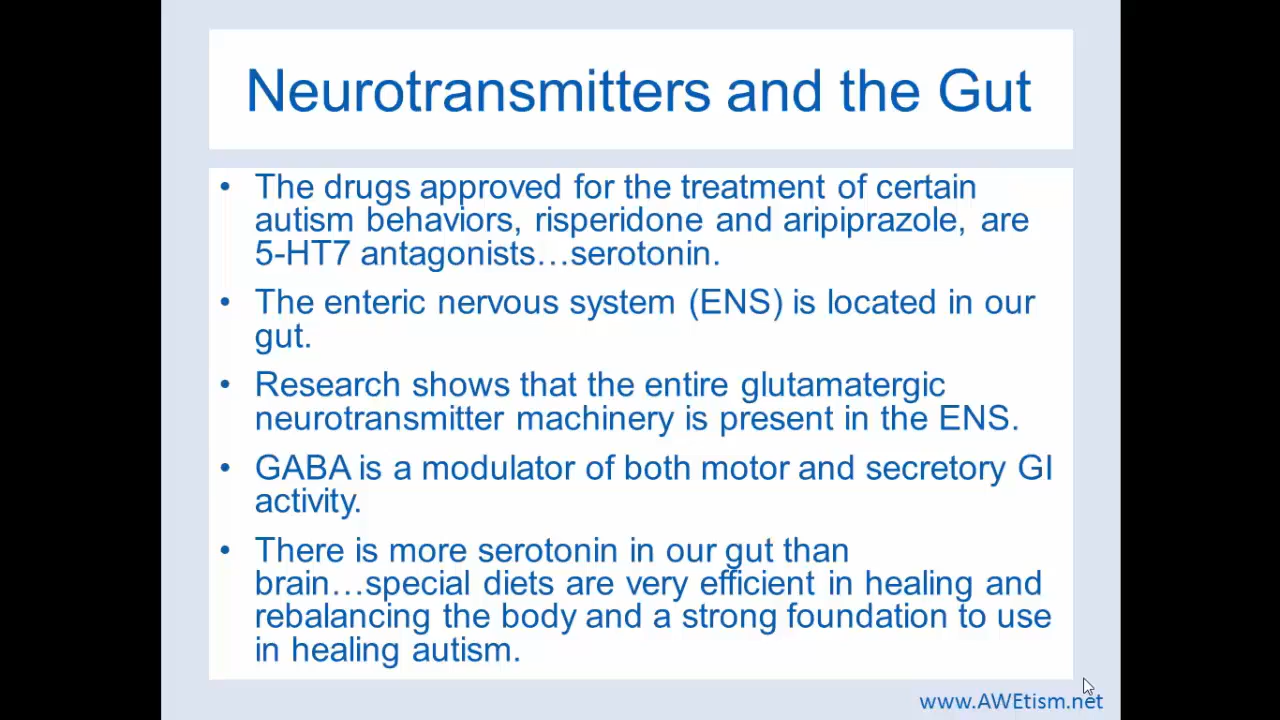 Neurotransmitters and the Gut
• The drugs approved for the treatment of certain
autism behaviors, risperidone and aripiprazole, are
5-HT7 antagonists…serotonin.
• The enteric nervous system (ENS) is located in our
gut.
• Research shows that the entire glutamatergic
neurotransmitter machinery is present in the ENS.
• GABA is a modulator of both motor and secretory GI
activity.
• There is more serotonin in our gut than
brain…special diets are very efficient in healing and
rebalancing the body and a strong foundation to use
in healing autism.
www.AWEtism.net